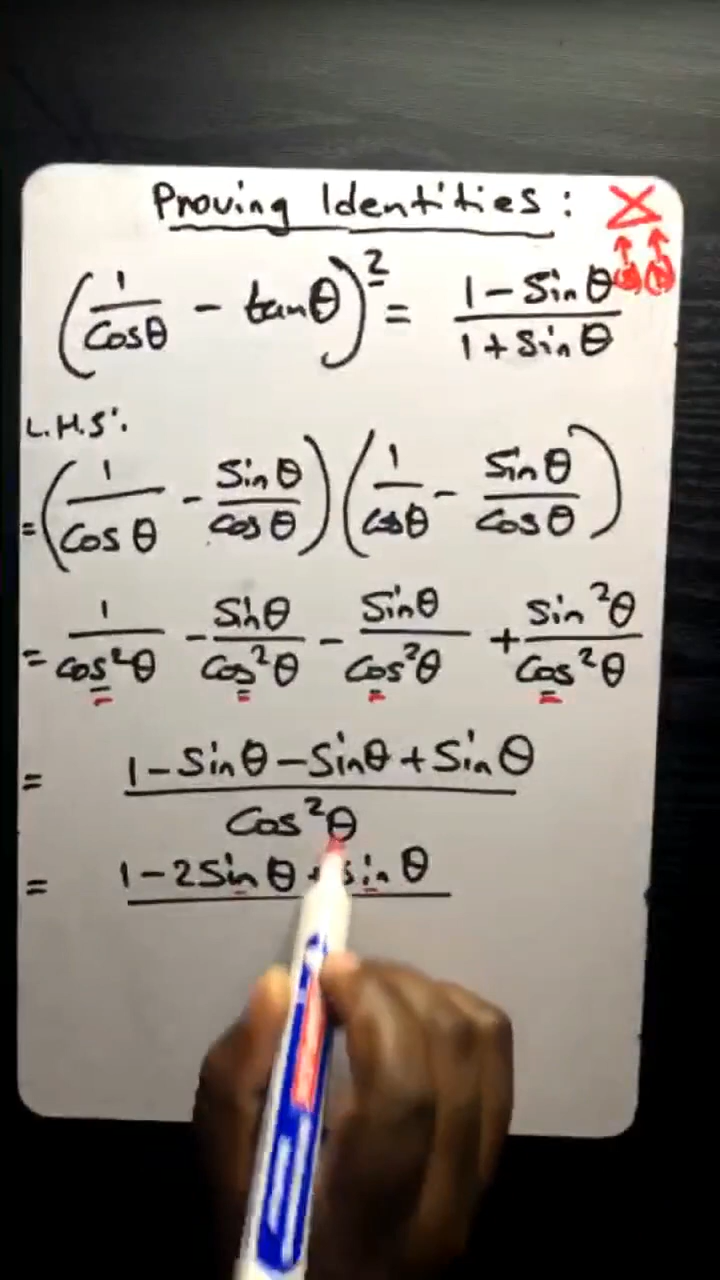 Proving Identities: X
(1/Cosθ − tanθ)² = (1 − Sinθ)/(1 + Sinθ)
L.H.S:
= (1/Cosθ − Sinθ/Cosθ)(1/Cosθ − Sinθ/Cosθ)
= 1/Cos²θ − Sinθ/Cos²θ − Sinθ/Cos²θ + Sin²θ/Cos²θ
= (1 − Sinθ − Sinθ + Sinθ)/Cos²θ
= 1 − 2Sinθ + Sinθ